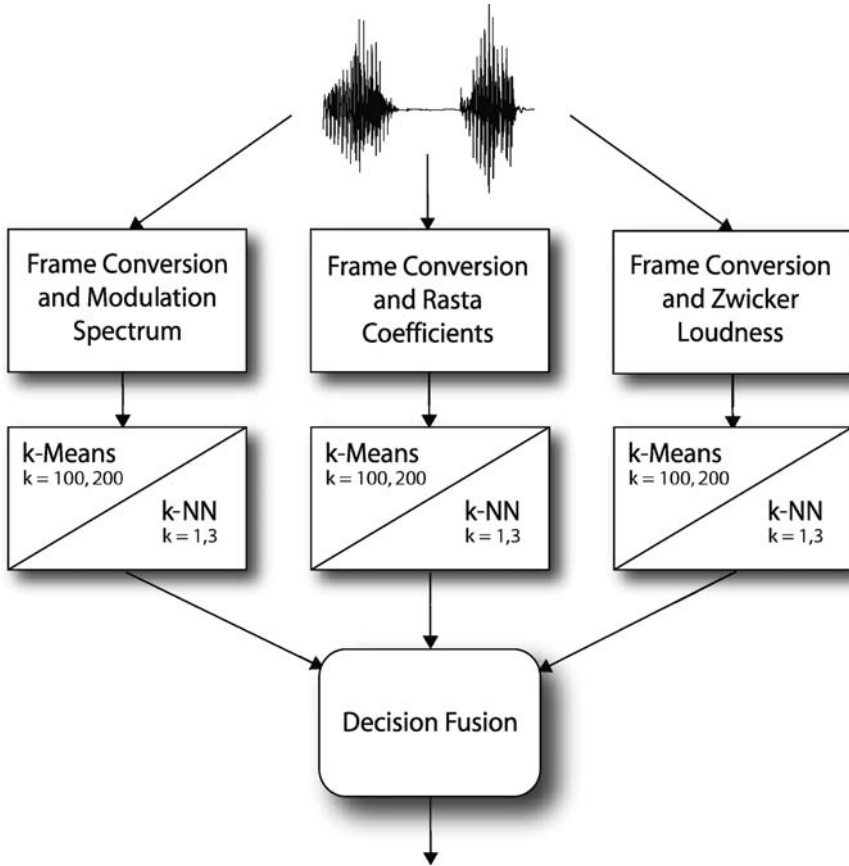 Frame Conversion
and Modulation
Spectrum
Frame Conversion
and Rasta
Coefficients
Frame Conversion
and Zwicker
Loudness
k-Means
k = 100, 200
k-NN
k = 1,3
k-Means
k = 100, 200
k-NN
k = 1,3
k-Means
k = 100, 200
k-NN
k = 1,3
Decision Fusion